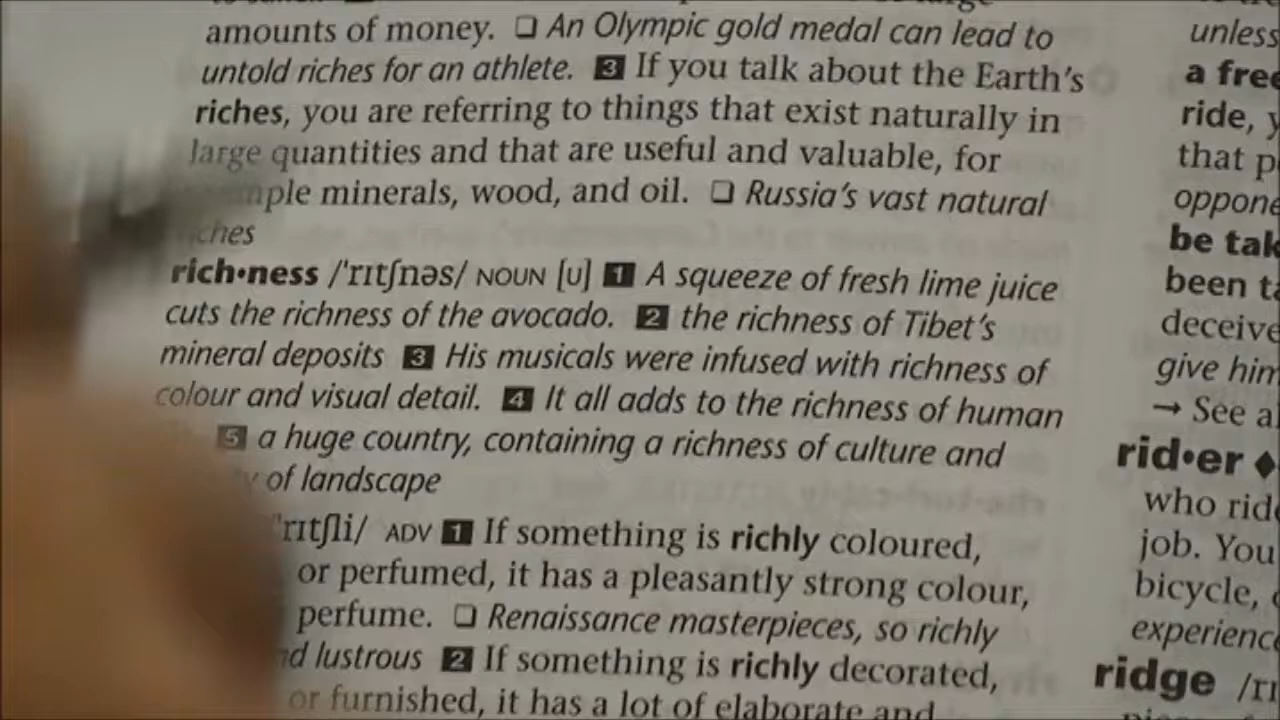 amounts of money. ❑ An Olympic gold medal can lead to
untold riches for an athlete. 3 If you talk about the Earth's
riches, you are referring to things that exist naturally in
large quantities and that are useful and valuable, for
minerals, wood, and oil. ❑ Russia's vast natural
rich•ness /ˈrɪtʃnəs/ NOUN [U] 1 A squeeze of fresh lime juice
cuts the richness of the avocado. 2 the richness of Tibet's
mineral deposits 3 His musicals were infused with richness of
colour and visual detail. 4 It all adds to the richness of human
5 a huge country, containing a richness of culture and
of landscape
ˈrɪtʃli/ ADV 1 If something is richly coloured,
or perfumed, it has a pleasantly strong colour,
perfume. ❑ Renaissance masterpieces, so richly
lustrous 2 If something is richly decorated,
or furnished, it has a lot of elaborate and
unless
a free
ride, y
that p
oppone
be tak
been ta
deceive
give him
→ See a
rid•er ◆
who ride
job. You
bicycle,
experienc
ridge /rɪ